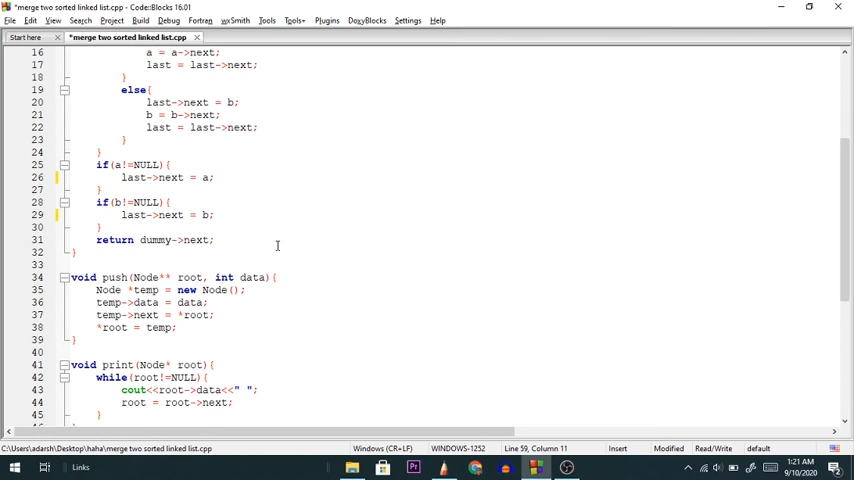 *merge two sorted linked list.cpp - Code::Blocks 16.01
File Edit View Search Project Build Debug Fortran wxSmith Tools Tools+ Plugins DoxyBlocks Settings Help
Start here *merge two sorted linked list.cpp
16 a = a->next;
17 last = last->next;
18 }
19 else{
20 last->next = b;
21 b = b->next;
22 last = last->next;
23 }
24 }
25 if(a!=NULL){
26 last->next = a;
27 }
28 if(b!=NULL){
29 last->next = b;
30 }
31 return dummy->next;
32 }
33
34 void push(Node** root, int data){
35 Node *temp = new Node();
36 temp->data = data;
37 temp->next = *root;
38 *root = temp;
39 }
40
41 void print(Node* root){
42 while(root!=NULL){
43 cout<<root->data<<" ";
44 root = root->next;
45 }
C:\Users\adarsh\Desktop\haha\merge two sorted linked list.cpp Windows (CR+LF) WINDOWS-1252 Line 59, Column 11 Insert Modified Read/Write default
Links
1:21 AM
9/10/2020